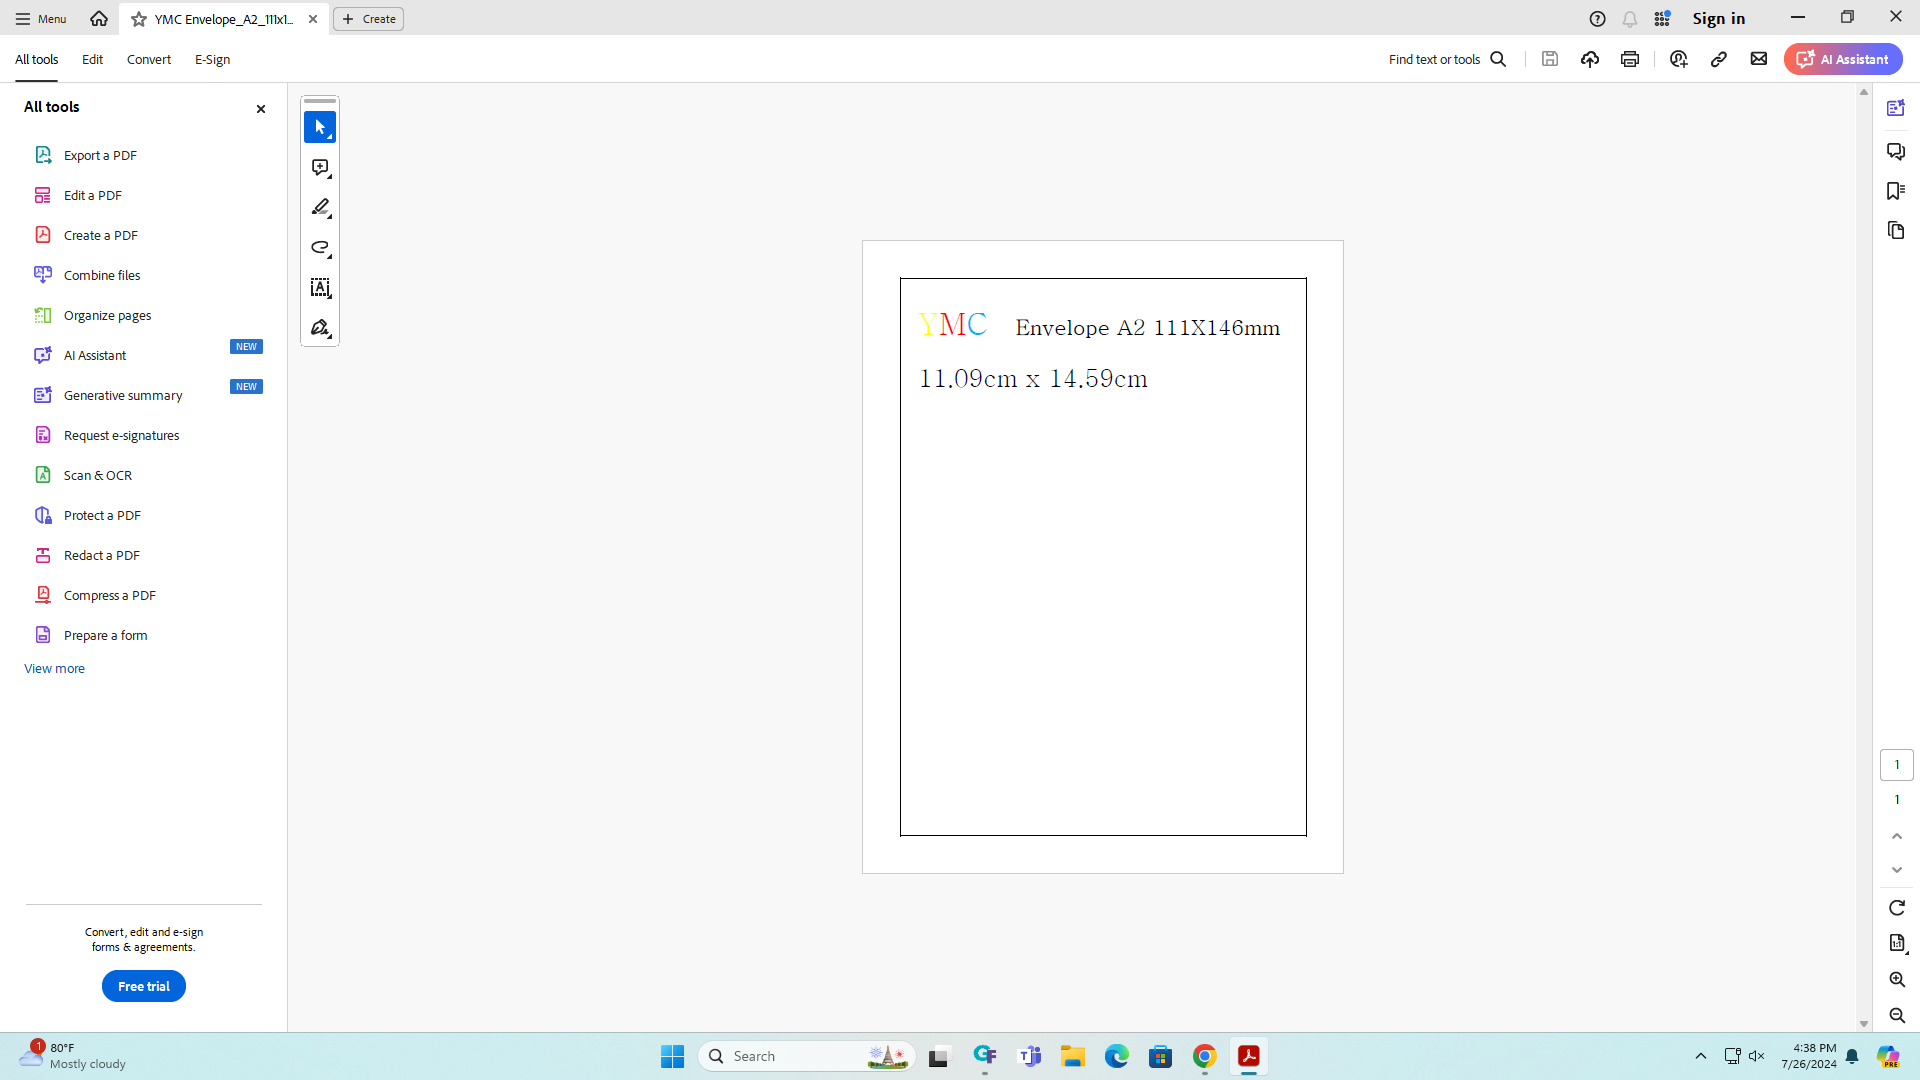 Menu
YMC Envelope_A2_111x1...
Create
Sign in
All tools
Edit
Convert
E-Sign
Find text or tools
AI Assistant
All tools
Export a PDF
Edit a PDF
Create a PDF
Combine files
Organize pages
AI Assistant
NEW
Generative summary
NEW
Request e-signatures
Scan & OCR
Protect a PDF
Redact a PDF
Compress a PDF
Prepare a form
View more
Convert, edit and e-sign
forms & agreements.
Free trial
YMC Envelope A2 111X146mm
11.09cm x 14.59cm
1
1
1
80°F
Mostly cloudy
Search
4:38 PM
7/26/2024
PRE